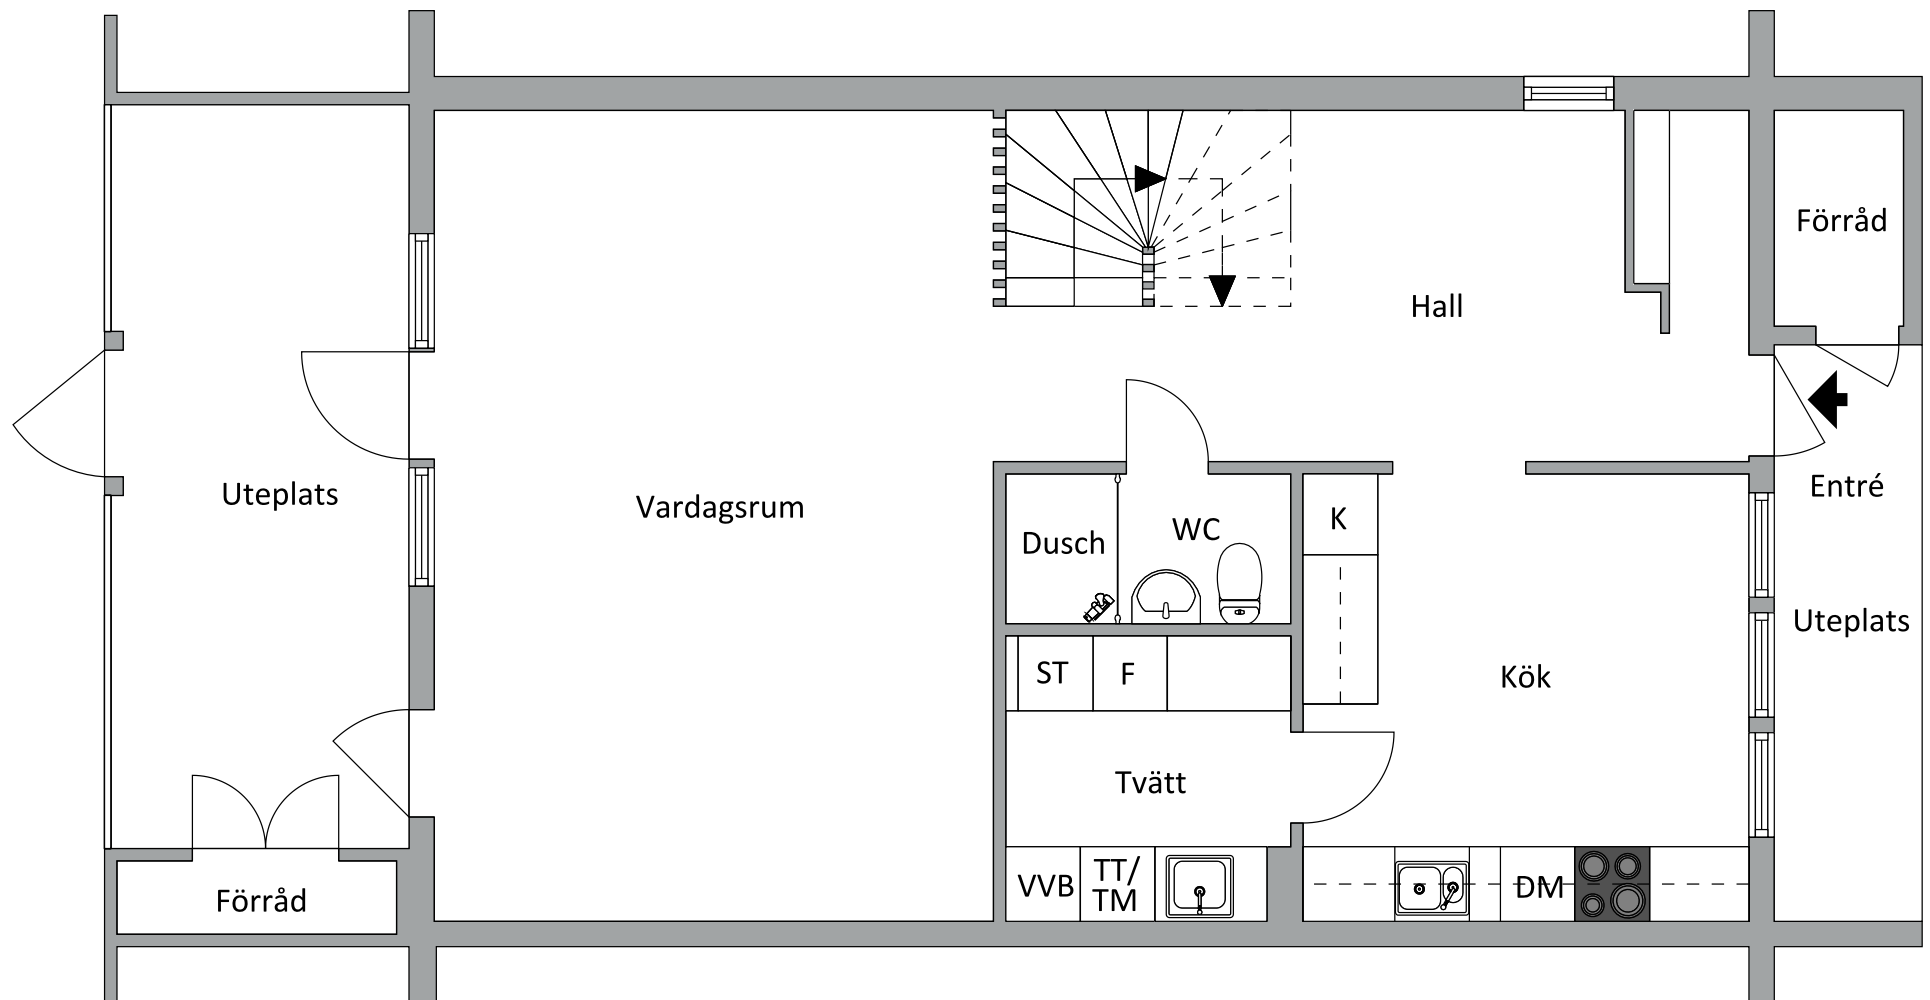 Förråd
Hall
Entré
Uteplats
Vardagsrum
K
WC
Dusch
Uteplats
ST
F
Kök
Tvätt
VVB
TT/
TM
DM
Förråd